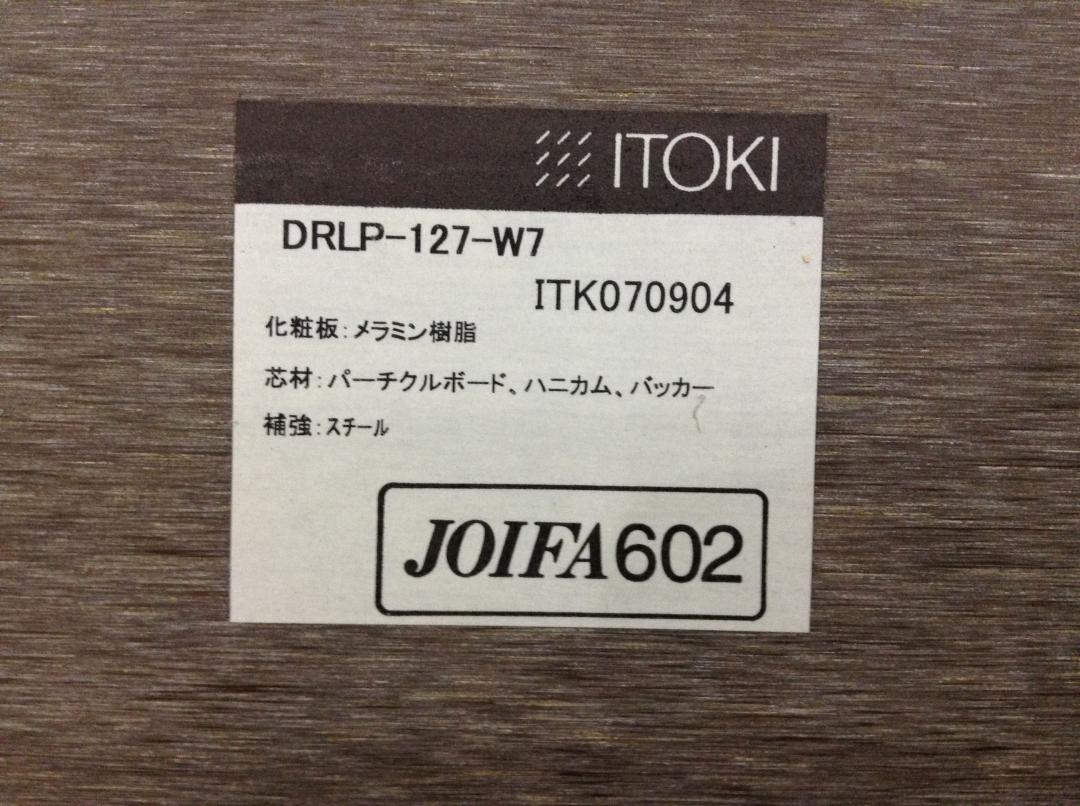 ITOKI
DRLP-127-W7
ITK070904
化粧板:メラミン樹脂
芯材:パーチクルボード、ハニカム、バッカー
補強:スチール
JOIFA602